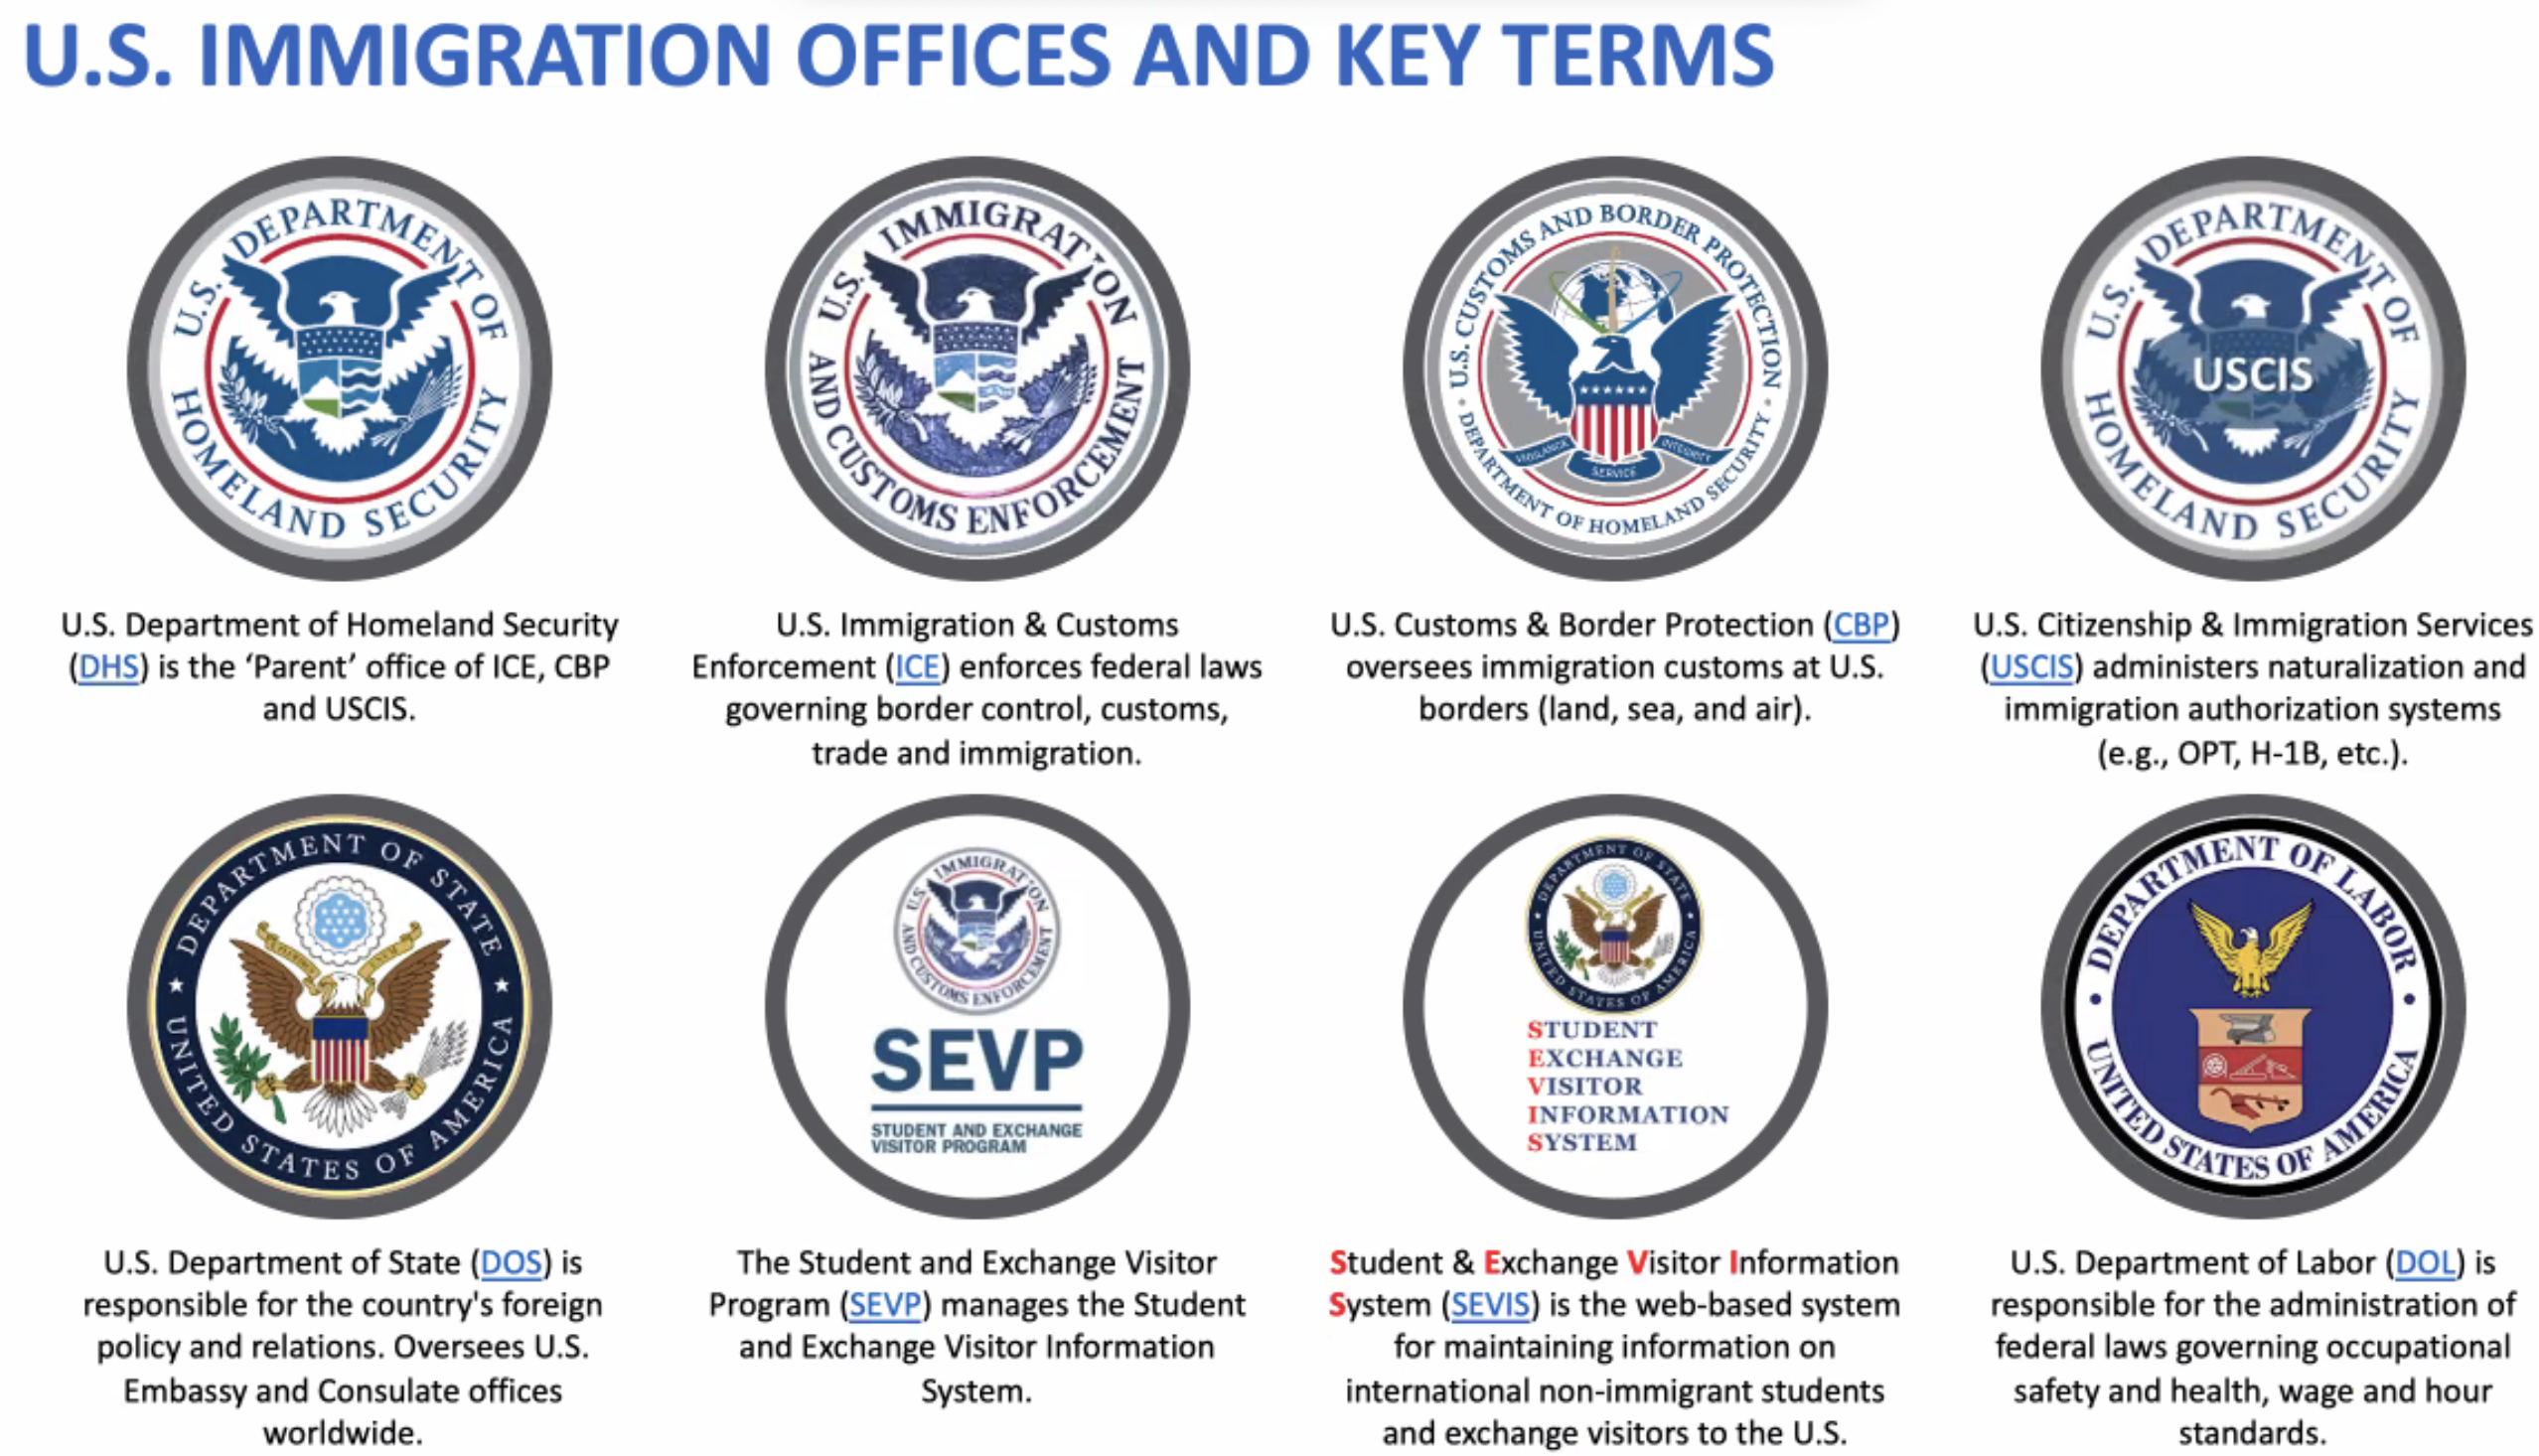 U.S. IMMIGRATION OFFICES AND KEY TERMS
U.S. DEPARTMENT OF
HOMELAND SECURITY
U.S. IMMIGRATION
AND CUSTOMS ENFORCEMENT
U.S. CUSTOMS AND BORDER PROTECTION
DEPARTMENT OF HOMELAND SECURITY
VIGILANCE
SERVICE
INTEGRITY
U.S. DEPARTMENT OF
HOMELAND SECURITY
USCIS
U.S. Department of Homeland Security
(DHS) is the ‘Parent’ office of ICE, CBP
and USCIS.
U.S. Immigration & Customs
Enforcement (ICE) enforces federal laws
governing border control, customs,
trade and immigration.
U.S. Customs & Border Protection (CBP)
oversees immigration customs at U.S.
borders (land, sea, and air).
U.S. Citizenship & Immigration Services
(USCIS) administers naturalization and
immigration authorization systems
(e.g., OPT, H-1B, etc.).
DEPARTMENT OF STATE
UNITED STATES OF AMERICA
U.S. IMMIGRATION
AND CUSTOMS ENFORCEMENT
SEVP
STUDENT AND EXCHANGE
VISITOR PROGRAM
DEPARTMENT OF STATE
UNITED STATES OF AMERICA
STUDENT
EXCHANGE
VISITOR
INFORMATION
SYSTEM
DEPARTMENT OF LABOR
UNITED STATES OF AMERICA
U.S. Department of State (DOS) is
responsible for the country's foreign
policy and relations. Oversees U.S.
Embassy and Consulate offices
worldwide.
The Student and Exchange Visitor
Program (SEVP) manages the Student
and Exchange Visitor Information
System.
Student & Exchange Visitor Information
System (SEVIS) is the web-based system
for maintaining information on
international non-immigrant students
and exchange visitors to the U.S.
U.S. Department of Labor (DOL) is
responsible for the administration of
federal laws governing occupational
safety and health, wage and hour
standards.